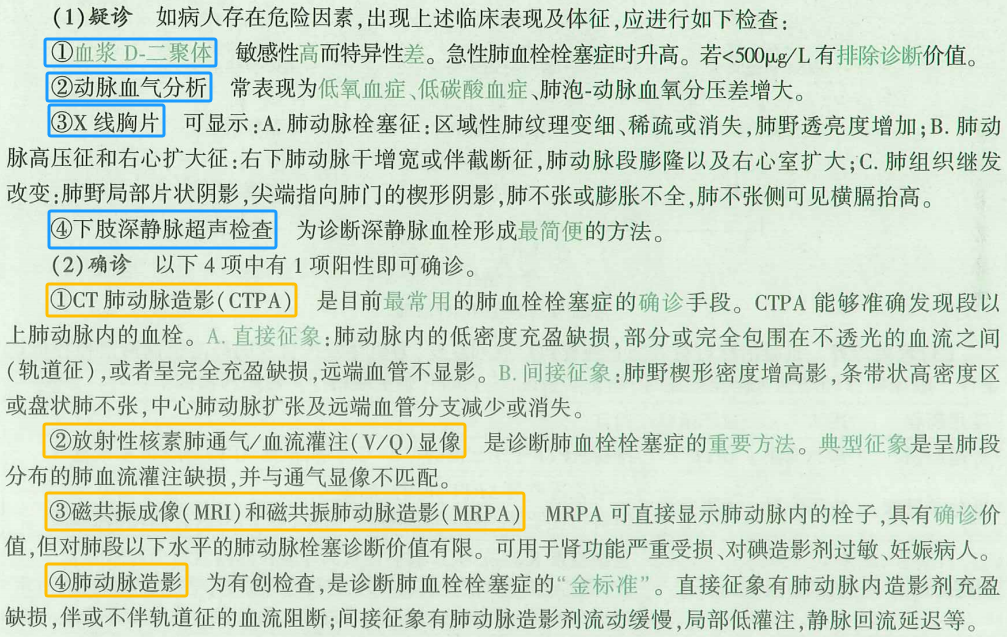 (1)疑诊　如病人存在危险因素,出现上述临床表现及体征,应进行如下检查:
①血浆 D-二聚体　敏感性高而特异性差。急性肺血栓栓塞症时升高。若<500μg/L 有排除诊断价值。
②动脉血气分析　常表现为低氧血症、低碳酸血症、肺泡-动脉血氧分压差增大。
③X 线胸片　可显示:A. 肺动脉栓塞征:区域性肺纹理变细、稀疏或消失,肺野透亮度增加;B. 肺动
脉高压征和右心扩大征:右下肺动脉干增宽或伴截断征,肺动脉段膨隆以及右心室扩大;C. 肺组织继发
改变:肺野局部片状阴影,尖端指向肺门的楔形阴影,肺不张或膨胀不全,肺不张侧可见横膈抬高。
④下肢深静脉超声检查　为诊断深静脉血栓形成最简便的方法。
(2)确诊　以下 4 项中有 1 项阳性即可确诊。
①CT 肺动脉造影(CTPA)　是目前最常用的肺血栓栓塞症的确诊手段。CTPA 能够准确发现段以
上肺动脉内的血栓。A. 直接征象:肺动脉内的低密度充盈缺损,部分或完全包围在不透光的血流之间
(轨道征),或者呈完全充盈缺损,远端血管不显影。B. 间接征象:肺野楔形密度增高影,条带状高密度区
或盘状肺不张,中心肺动脉扩张及远端血管分支减少或消失。
②放射性核素肺通气/血流灌注(V/Q)显像　是诊断肺血栓栓塞症的重要方法。典型征象是呈肺段
分布的肺血流灌注缺损,并与通气显像不匹配。
③磁共振成像(MRI)和磁共振肺动脉造影(MRPA)　MRPA 可直接显示肺动脉内的栓子,具有确诊价
值,但对肺段以下水平的肺动脉栓塞诊断价值有限。可用于肾功能严重受损、对碘造影剂过敏、妊娠病人。
④肺动脉造影　为有创检查,是诊断肺血栓栓塞症的“金标准”。直接征象有肺动脉内造影剂充盈
缺损,伴或不伴轨道征的血流阻断;间接征象有肺动脉造影剂流动缓慢,局部低灌注,静脉回流延迟等。